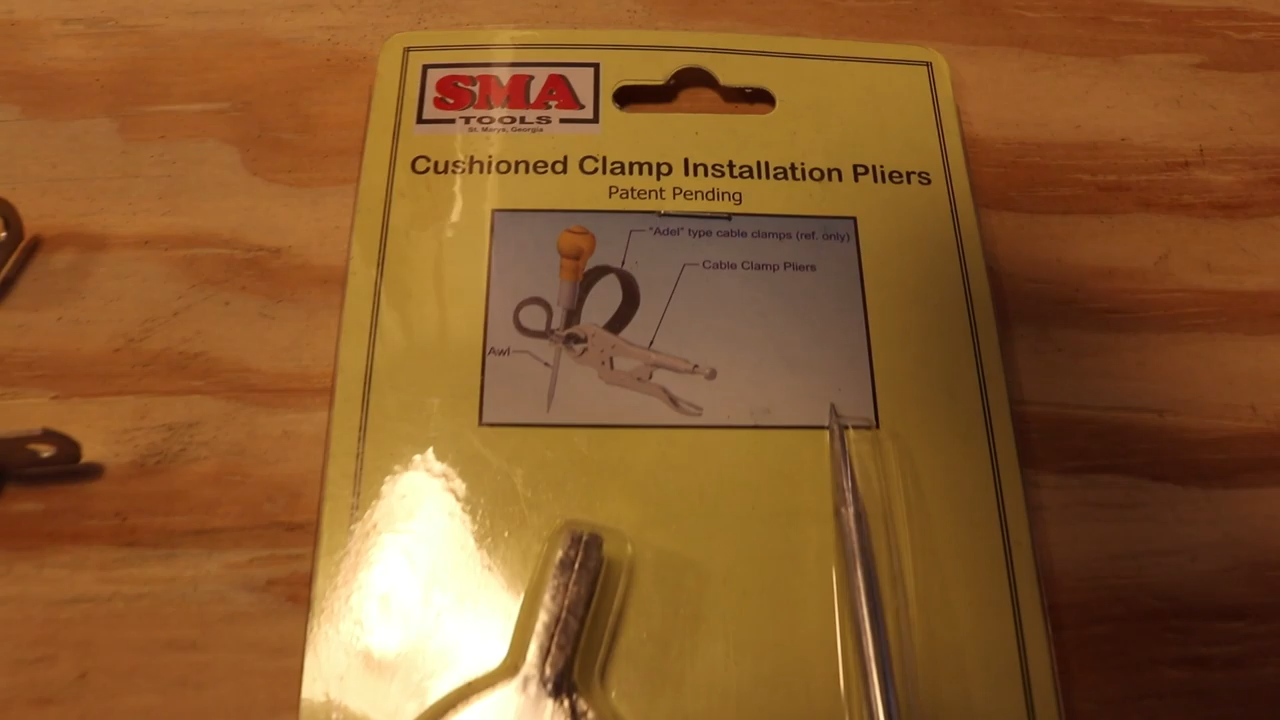 SMA
TOOLS
St. Marys, Georgia
Cushioned Clamp Installation Pliers
Patent Pending
"Adel" type cable clamps (ref. only)
Cable Clamp Pliers
Awl